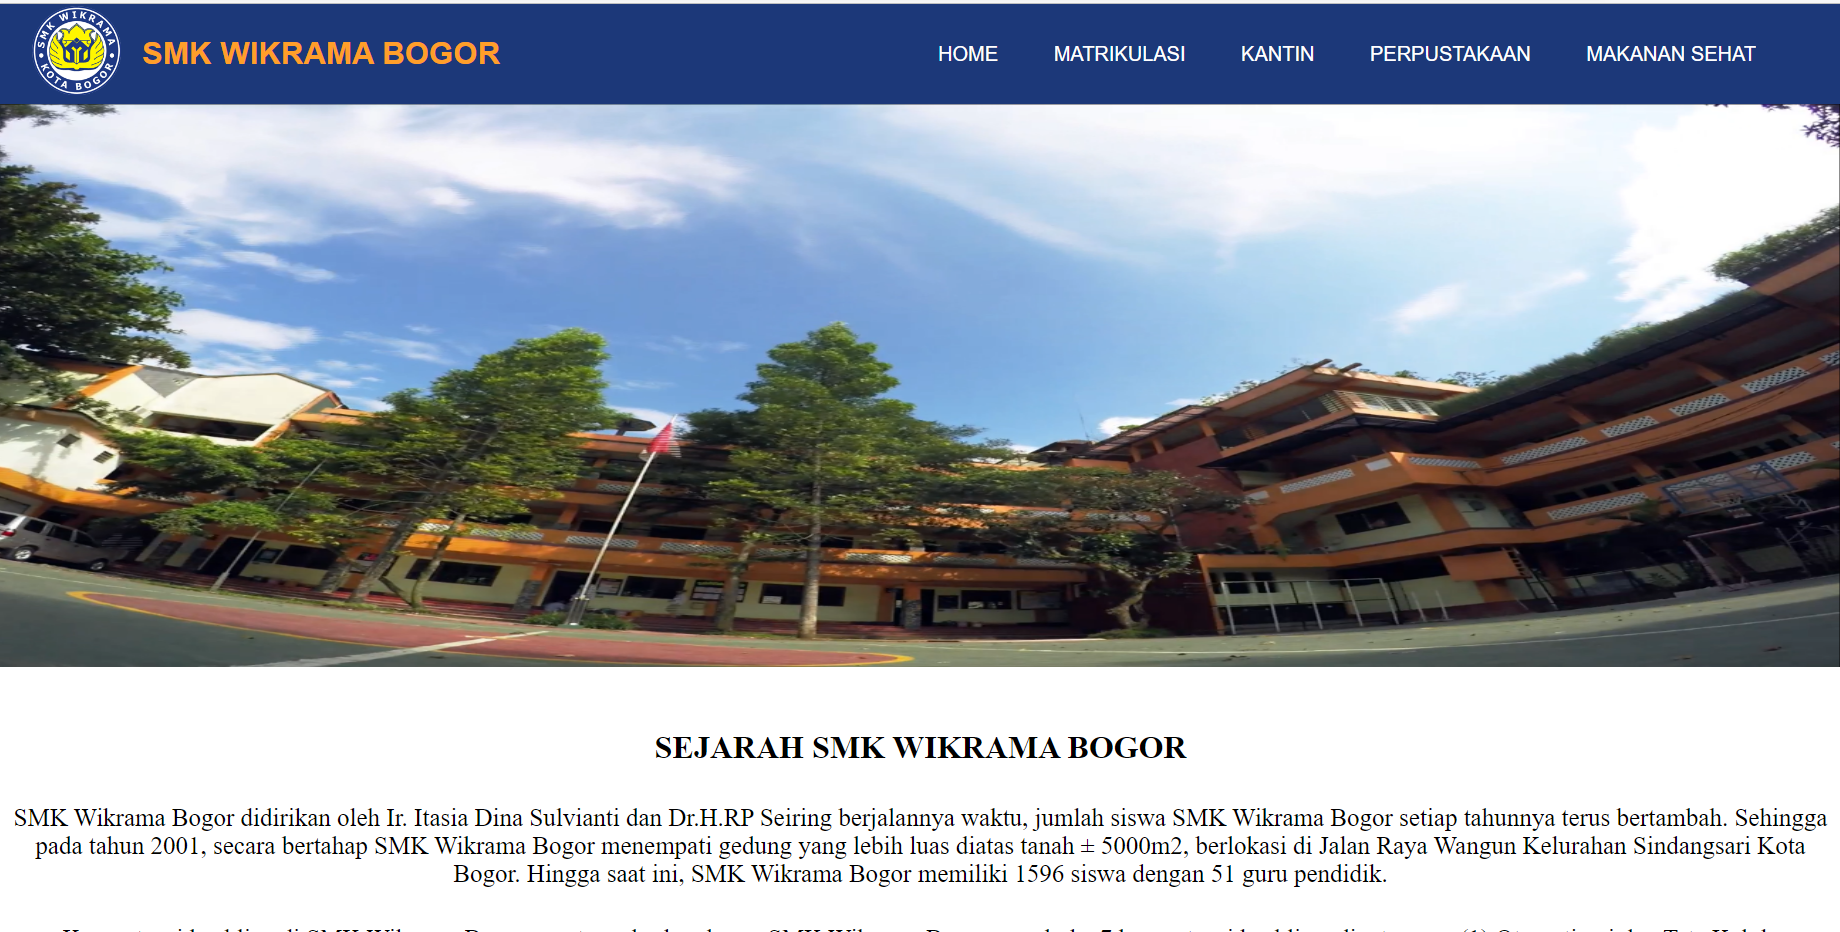 SMK WIKRAMA
KOTA BOGOR
SMK WIKRAMA BOGOR
HOME
MATRIKULASI
KANTIN
PERPUSTAKAAN
MAKANAN SEHAT
SEJARAH SMK WIKRAMA BOGOR
SMK Wikrama Bogor didirikan oleh Ir. Itasia Dina Sulvianti dan Dr.H.RP Seiring berjalannya waktu, jumlah siswa SMK Wikrama Bogor setiap tahunnya terus bertambah. Sehingga
pada tahun 2001, secara bertahap SMK Wikrama Bogor menempati gedung yang lebih luas diatas tanah ± 5000m2, berlokasi di Jalan Raya Wangun Kelurahan Sindangsari Kota
Bogor. Hingga saat ini, SMK Wikrama Bogor memiliki 1596 siswa dengan 51 guru pendidik.